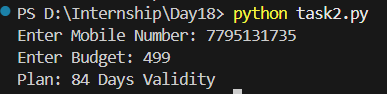 PS D:\Internship\Day18> python task2.py
Enter Mobile Number: 7795131735
Enter Budget: 499
Plan: 84 Days Validity